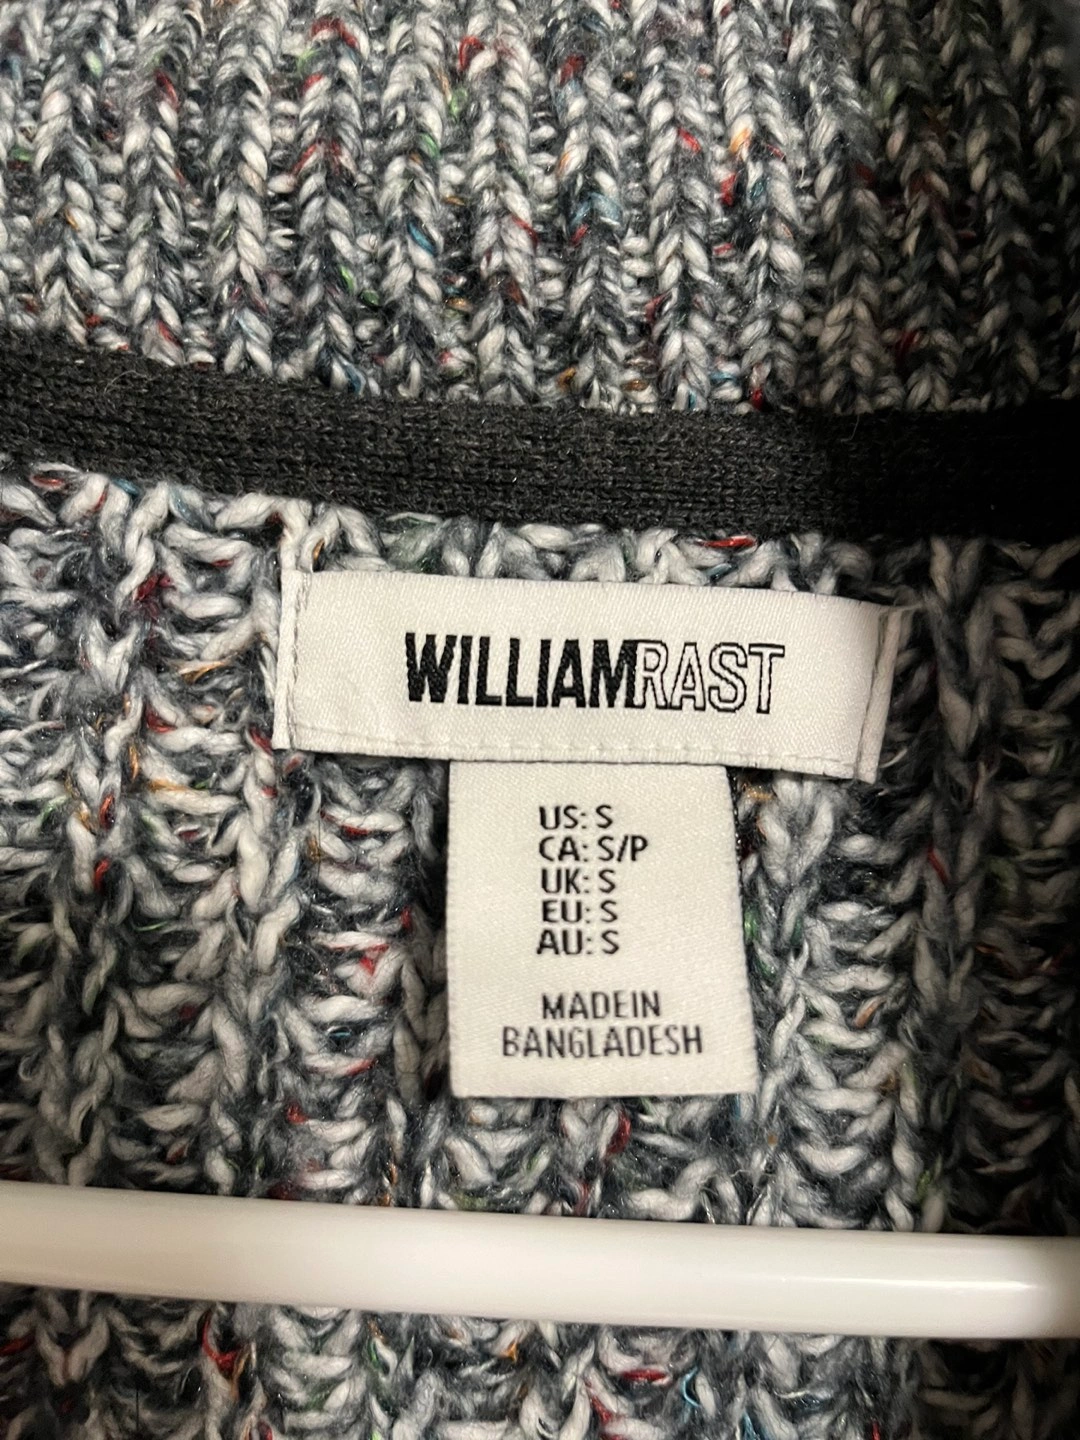 WILLIAMRAST
US: S
CA: S/P
UK: S
EU: S
AU: S
MADEIN
BANGLADESH